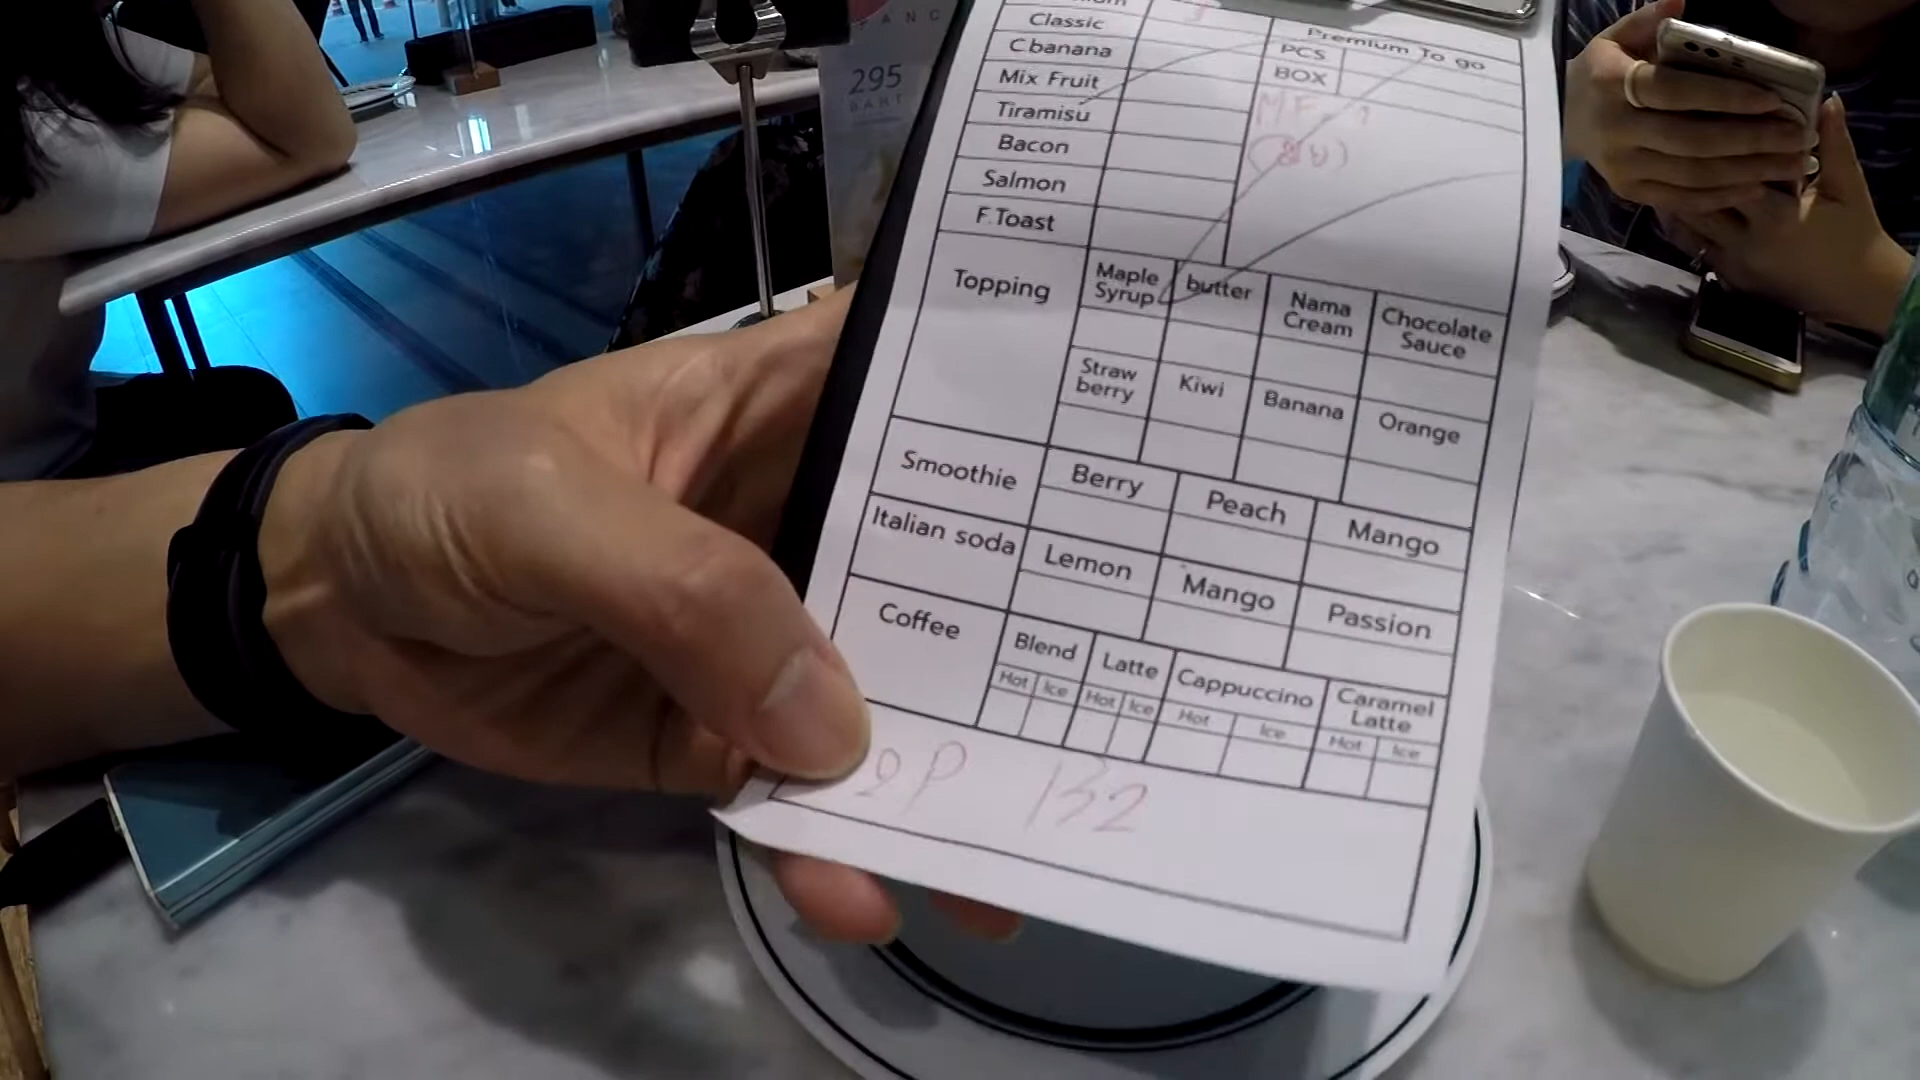 295
BAHT
Classic
C.banana
Mix Fruit
Tiramisu
Bacon
Salmon
F.Toast
Premium To go
PCS
BOX
MF. 1
Topping
Maple Syrup
butter
Nama Cream
Chocolate Sauce
Straw berry
Kiwi
Banana
Orange
Smoothie
Berry
Peach
Mango
Italian soda
Lemon
Mango
Passion
Coffee
Blend
Latte
Cappuccino
Caramel Latte
Hot Ice Hot Ice Hot Ice Hot Ice
2P 132